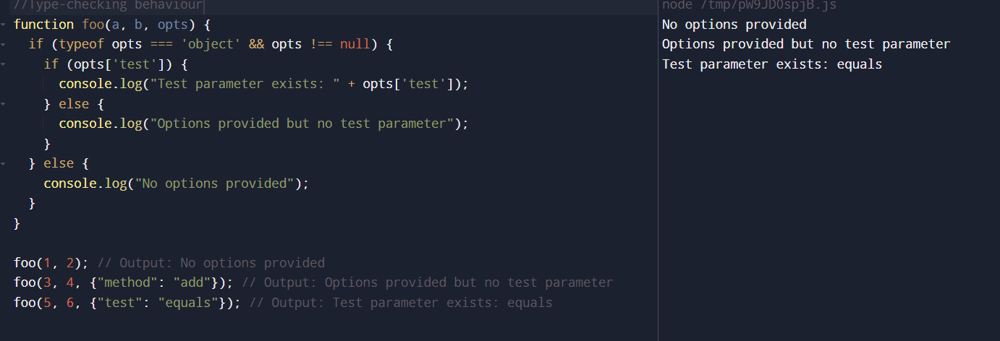 //Type-checking behaviour
function foo(a, b, opts) {
  if (typeof opts === 'object' && opts !== null) {
    if (opts['test']) {
      console.log("Test parameter exists: " + opts['test']);
    } else {
      console.log("Options provided but no test parameter");
    }
  } else {
    console.log("No options provided");
  }
}

foo(1, 2); // Output: No options provided
foo(3, 4, {"method": "add"}); // Output: Options provided but no test parameter
foo(5, 6, {"test": "equals"}); // Output: Test parameter exists: equals
node /tmp/pW9JDOspjB.js
No options provided
Options provided but no test parameter
Test parameter exists: equals